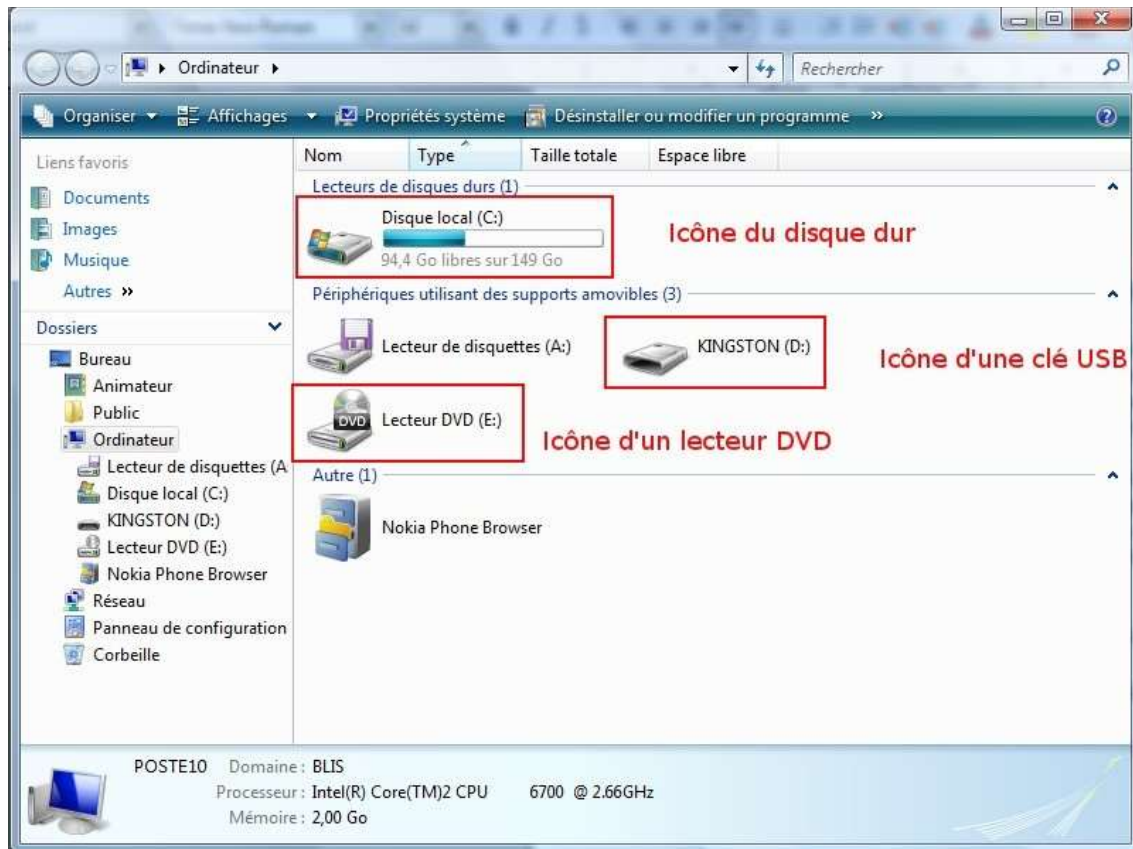 Ordinateur
Rechercher
Organiser Affichages Propriétés système Désinstaller ou modifier un programme »
Liens favoris
Documents
Images
Musique
Autres »
Dossiers
Bureau
Animateur
Public
Ordinateur
Lecteur de disquettes (A
Disque local (C:)
KINGSTON (D:)
Lecteur DVD (E:)
Nokia Phone Browser
Réseau
Panneau de configuration
Corbeille
Nom Type Taille totale Espace libre
Lecteurs de disques durs (1)
Disque local (C:)
94,4 Go libres sur 149 Go
Icône du disque dur
Périphériques utilisant des supports amovibles (3)
Lecteur de disquettes (A:)
KINGSTON (D:)
Icône d'une clé USB
DVD
Lecteur DVD (E:)
Icône d'un lecteur DVD
Autre (1)
Nokia Phone Browser
POSTE10 Domaine : BLIS
Processeur : Intel(R) Core(TM)2 CPU 6700 @ 2.66GHz
Mémoire : 2,00 Go